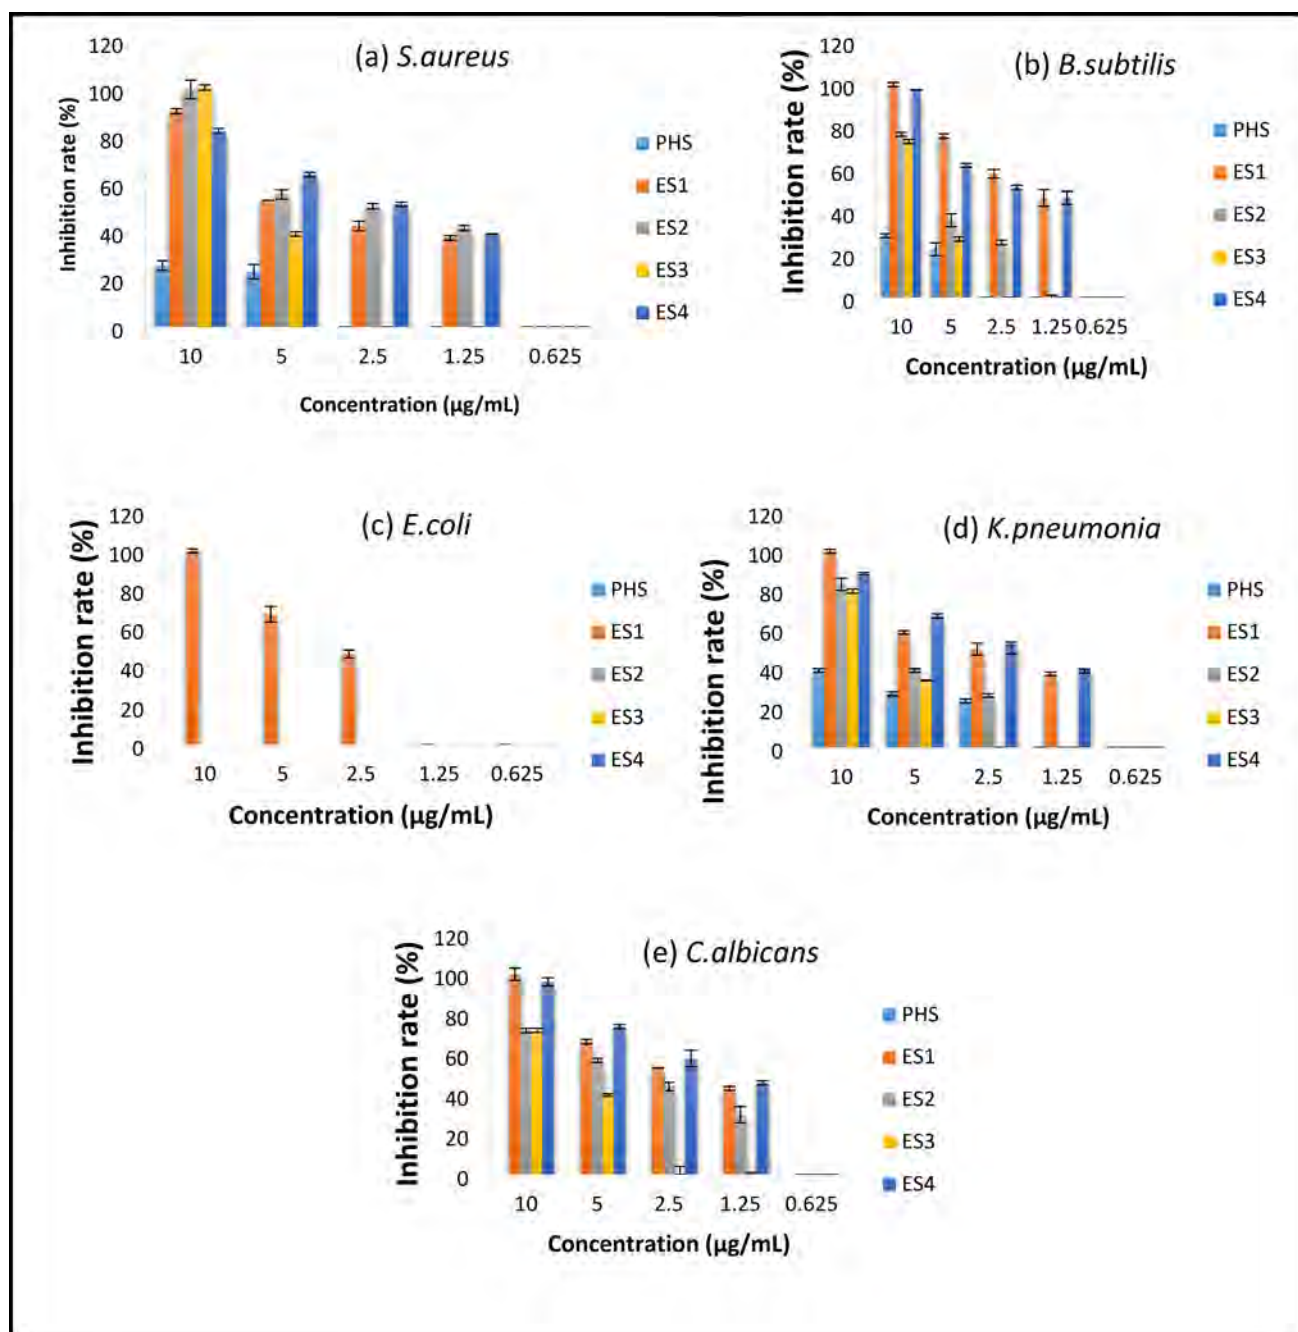 (a) S.aureus
Inhibition rate (%)
120
100
80
60
40
20
0
10 5 2.5 1.25 0.625
Concentration (µg/mL)
PHS
ES1
ES2
ES3
ES4
(b) B.subtilis
Inhibition rate (%)
120
100
80
60
40
20
0
10 5 2.5 1.25 0.625
Concentration (µg/mL)
PHS
ES1
ES2
ES3
ES4
(c) E.coli
Inhibition rate (%)
120
100
80
60
40
20
0
10 5 2.5 1.25 0.625
Concentration (µg/mL)
PHS
ES1
ES2
ES3
ES4
(d) K.pneumonia
Inhibition rate (%)
120
100
80
60
40
20
0
10 5 2.5 1.25 0.625
Concentration (µg/mL)
PHS
ES1
ES2
ES3
ES4
(e) C.albicans
Inhibition rate (%)
120
100
80
60
40
20
0
10 5 2.5 1.25 0.625
Concentration (µg/mL)
PHS
ES1
ES2
ES3
ES4